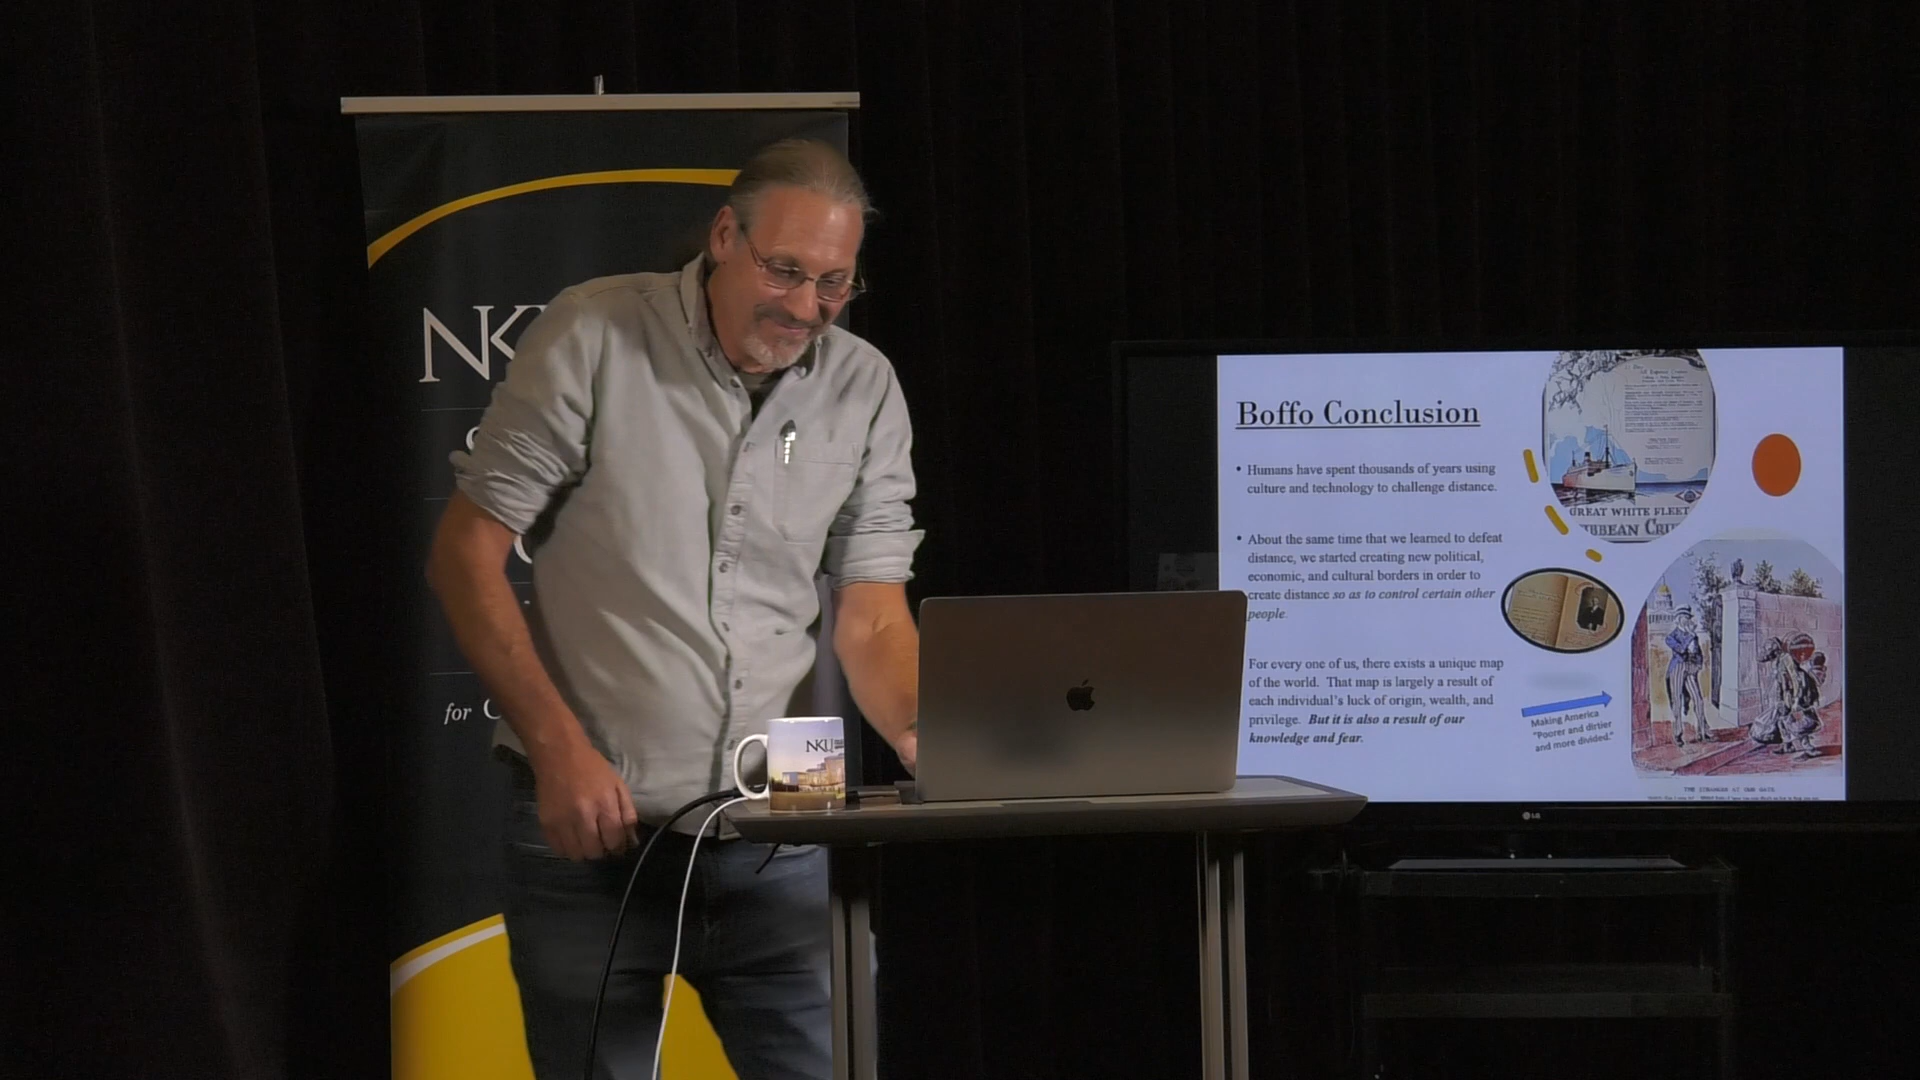 NKU
for
NKU
Boffo Conclusion
• Humans have spent thousands of years using
culture and technology to challenge distance.
• About the same time that we learned to defeat
distance, we started creating new political,
economic, and cultural borders in order to
create distance so as to control certain other
people.
For every one of us, there exists a unique map
of the world. That map is largely a result of
each individual's luck of origin, wealth, and
privilege. But it is also a result of our
knowledge and fear.
GREAT WHITE FLEET
Making America
"Poorer and dirtier
and more divided."
THE STRANGER AT OUR GATE
LG